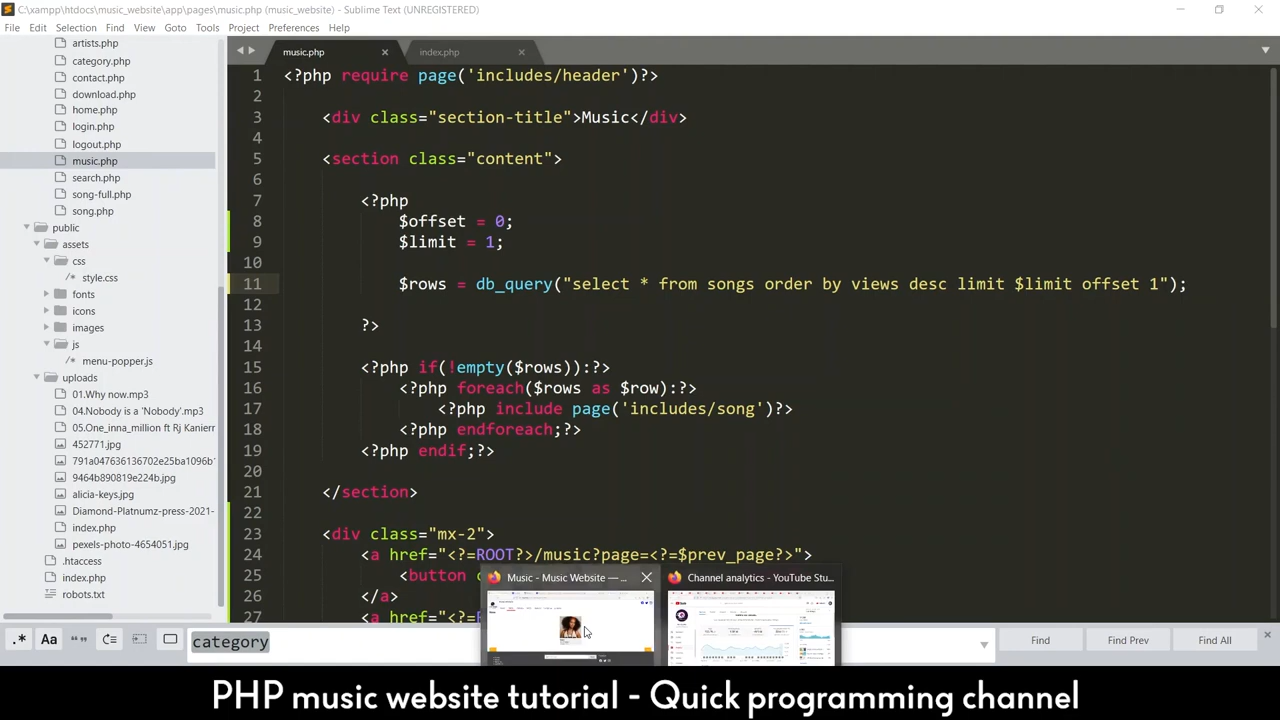 C:\xampp\htdocs\music_website\app\pages\music.php (music_website) - Sublime Text (UNREGISTERED)
File Edit Selection Find View Goto Tools Project Preferences Help
artists.php
category.php
contact.php
download.php
home.php
login.php
logout.php
music.php
search.php
song-full.php
song.php
public
assets
css
/* style.css
fonts
icons
images
js
/* menu-popper.js
uploads
01.Why now.mp3
04.Nobody is a 'Nobody'.mp3
05.One_inna_million ft Rj Kanierr
452771.jpg
791a047636136702e25ba1096b
9464b890819e224b.jpg
alicia-keys.jpg
Diamond-Platnumz-press-2021-
index.php
pexels-photo-4654051.jpg
.htaccess
index.php
robots.txt
music.php index.php
1 <?php require page('includes/header')?>
2
3 <div class="section-title">Music</div>
4
5 <section class="content">
6
7 <?php
8 $offset = 0;
9 $limit = 1;
10
11 $rows = db_query("select * from songs order by views desc limit $limit offset 1");
12
13 ?>
14
15 <?php if(!empty($rows)):?>
16 <?php foreach($rows as $row):?>
17 <?php include page('includes/song')?>
18 <?php endforeach;?>
19 <?php endif;?>
20
21 </section>
22
23 <div class="mx-2">
24 <a href="<?=ROOT?>/music?page=<?=$prev_page?>">
25 <button
26 </a>
27 <a href="<?=ROOT
Music - Music Website — ...
Channel analytics - YouTube Stu...
.* Aa category Find Find Prev Find All
PHP music website tutorial - Quick programming channel